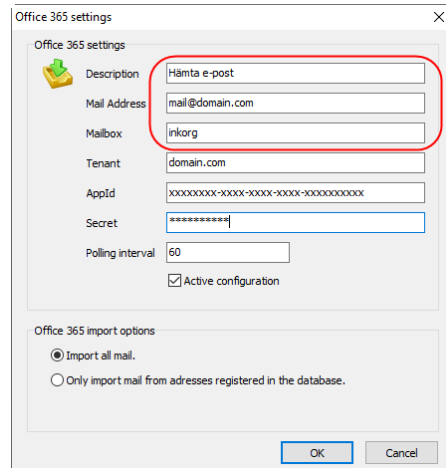 Office 365 settings
Office 365 settings
Description Hämta e-post
Mail Address mail@domain.com
Mailbox inkorg
Tenant domain.com
AppId xxxxxxxx-xxxx-xxxx-xxxx-xxxxxxxxxx
Secret **********
Polling interval 60
Active configuration
Office 365 import options
Import all mail.
Only import mail from adresses registered in the database.
OK Cancel